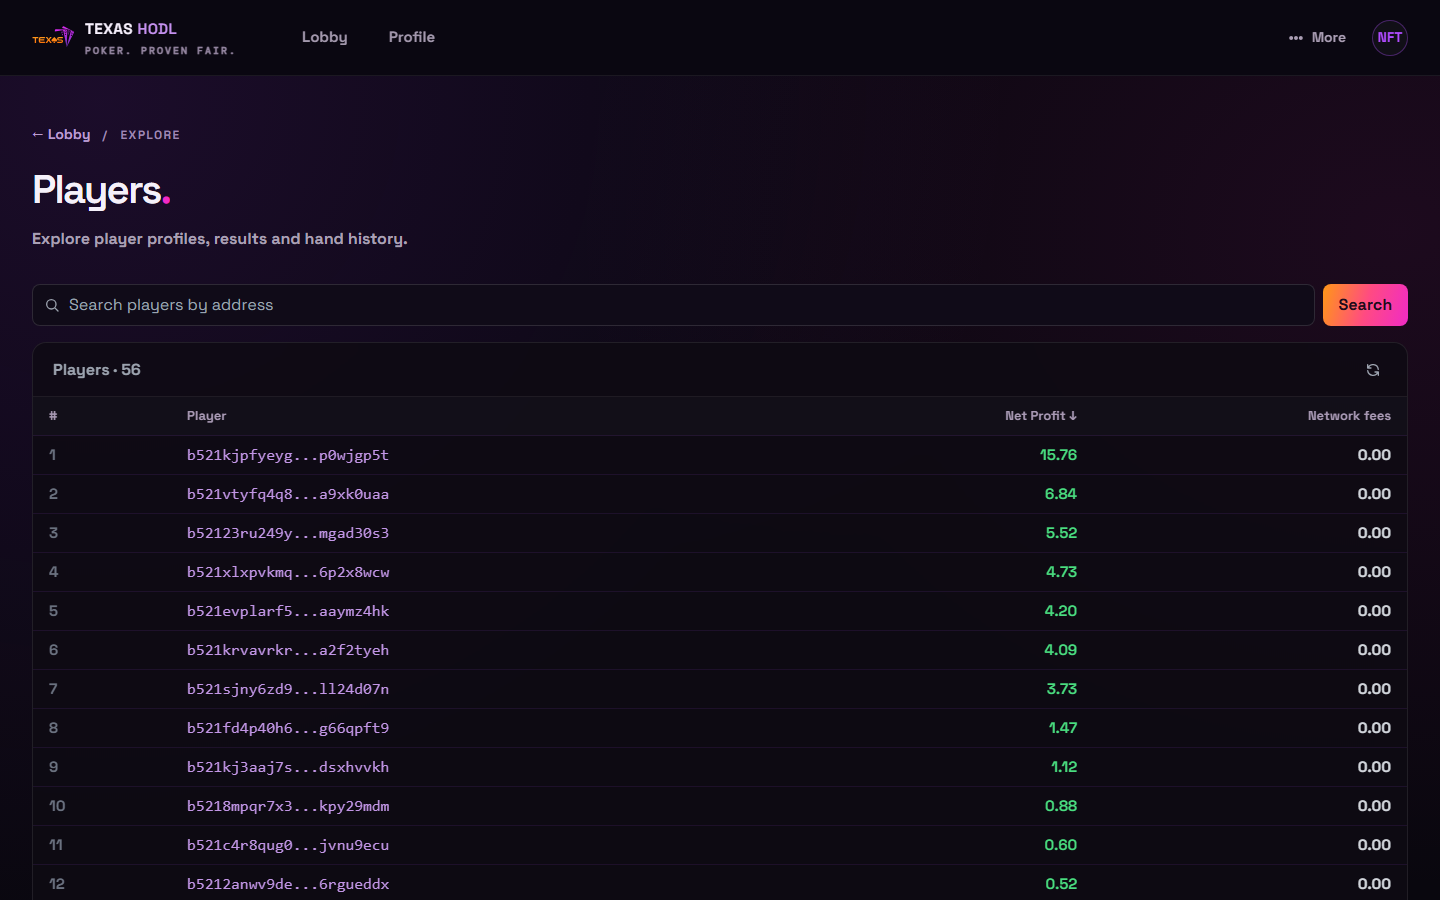 TEXAS
TEXAS HODL
POKER. PROVEN FAIR.
Lobby
Profile
••• More
NFT
← Lobby / EXPLORE
Players.
Explore player profiles, results and hand history.
Search players by address
Search
Players · 56
# Player Net Profit ↓ Network fees
1 b521kjpfyeyg...p0wjgp5t 15.76 0.00
2 b521vtyfq4q8...a9xk0uaa 6.84 0.00
3 b52123ru249y...mgad30s3 5.52 0.00
4 b521xlxpvkmq...6p2x8wcw 4.73 0.00
5 b521evplarf5...aaymz4hk 4.20 0.00
6 b521krvavrkr...a2f2tyeh 4.09 0.00
7 b521sjny6zd9...ll24d07n 3.73 0.00
8 b521fd4p40h6...g66qpft9 1.47 0.00
9 b521kj3aaj7s...dsxhvvkh 1.12 0.00
10 b5218mpqr7x3...kpy29mdm 0.88 0.00
11 b521c4r8qug0...jvnu9ecu 0.60 0.00
12 b5212anwv9de...6rgueddx 0.52 0.00